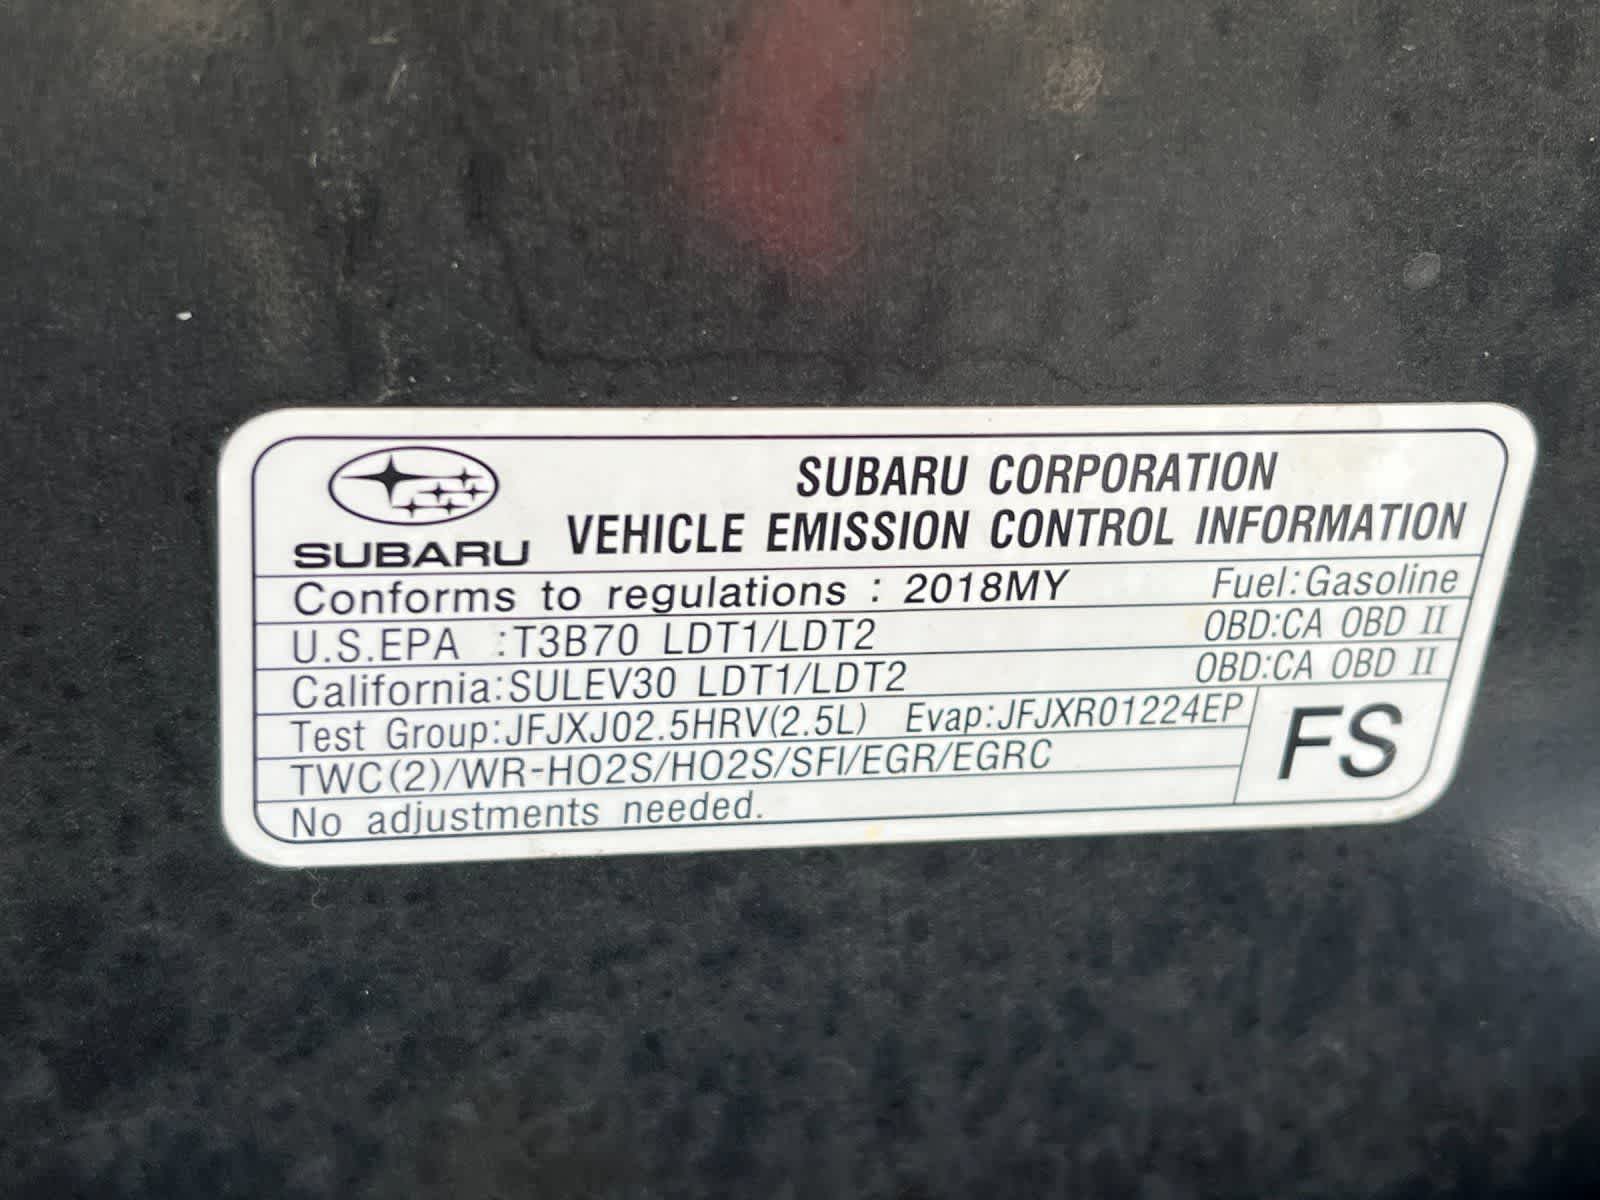 SUBARU
SUBARU CORPORATION
VEHICLE EMISSION CONTROL INFORMATION
Conforms to regulations : 2018MY Fuel:Gasoline
U.S.EPA :T3B70 LDT1/LDT2 OBD:CA OBD II
California:SULEV30 LDT1/LDT2 OBD:CA OBD II
Test Group:JFJXJ02.5HRV(2.5L) Evap:JFJXR01224EP
TWC(2)/WR-HO2S/HO2S/SFI/EGR/EGRC
No adjustments needed.
FS